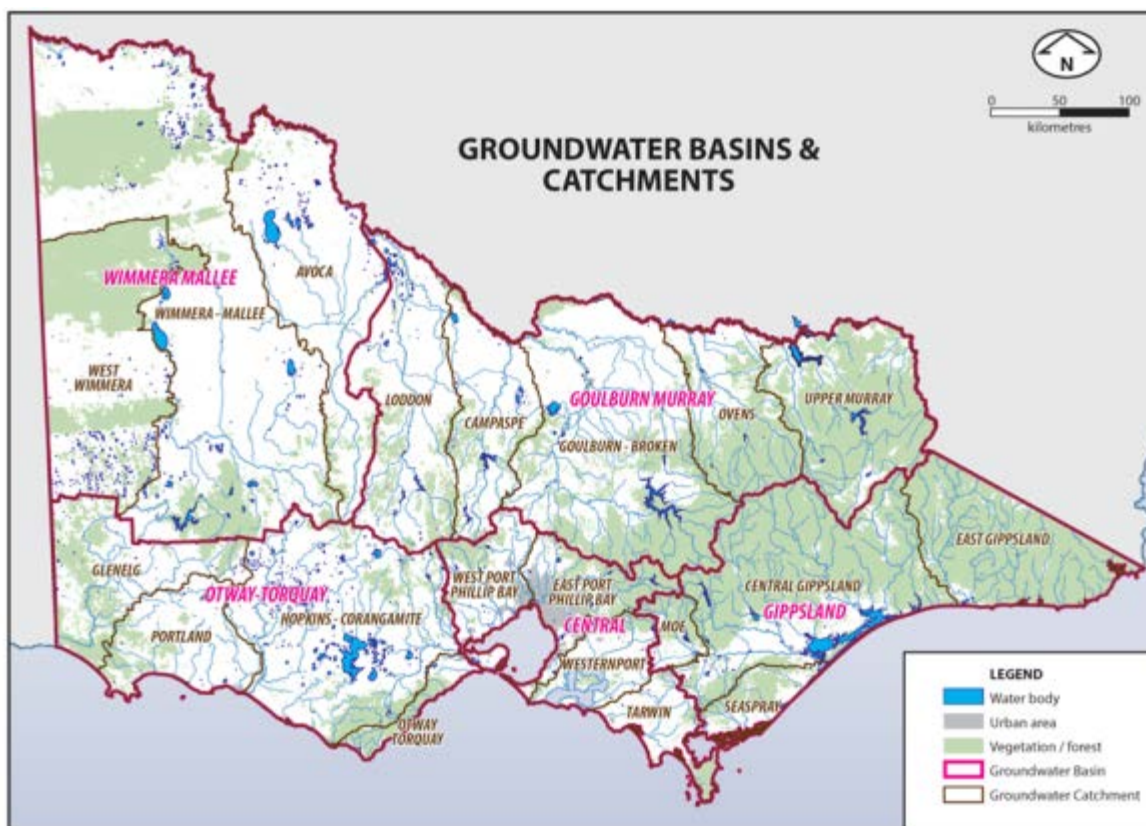 GROUNDWATER BASINS &
CATCHMENTS
N
0 50 100
kilometres
WIMMERA MALLEE
AVOCA
WIMMERA - MALLEE
WEST
WIMMERA
LODDON
CAMPASPE
GOULBURN MURRAY
GOULBURN - BROKEN
OVENS
UPPER MURRAY
EAST GIPPSLAND
GLENELG
OTWAY-TORQUAY
PORTLAND
HOPKINS - CORANGAMITE
WEST PORT
PHILLIP BAY
EAST PORT
PHILLIP BAY
CENTRAL
MOE
CENTRAL GIPPSLAND
GIPPSLAND
WESTERNPORT
TARWIN
SEASPRAY
OTWAY
TORQUAY
LEGEND
Water body
Urban area
Vegetation / forest
Groundwater Basin
Groundwater Catchment